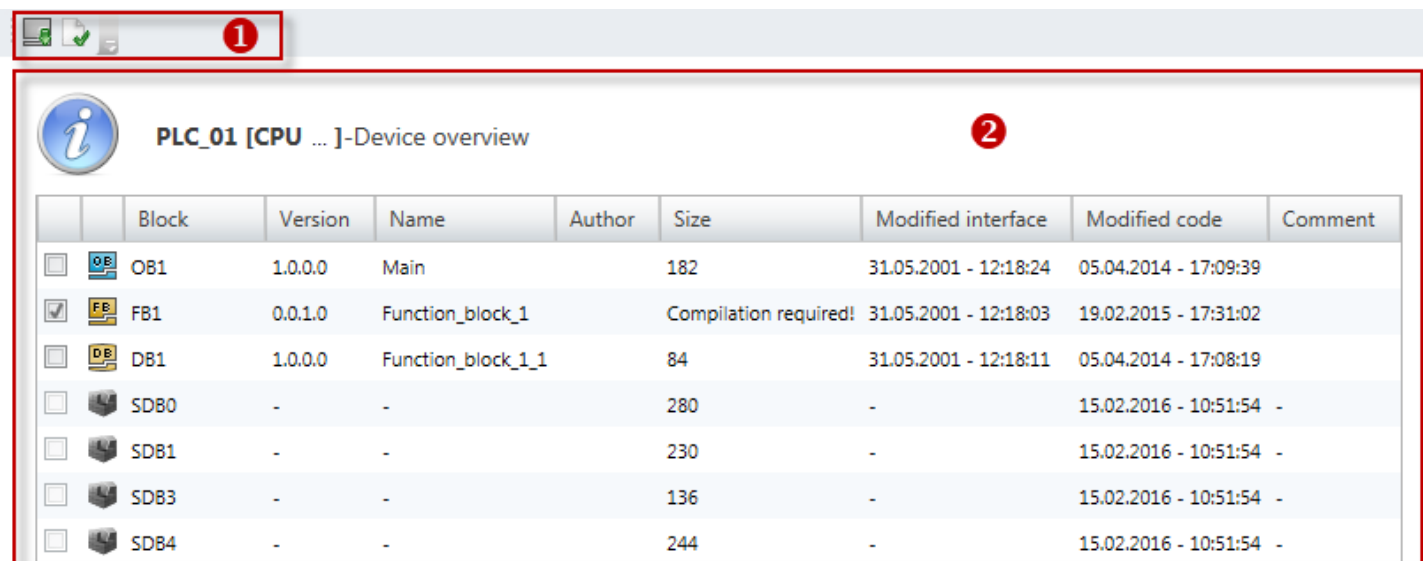 1
i
2
PLC_01 [CPU ... ]-Device overview
Block Version Name Author Size Modified interface Modified code Comment
OB OB1 1.0.0.0 Main 182 31.05.2001 - 12:18:24 05.04.2014 - 17:09:39
FB FB1 0.0.1.0 Function_block_1 Compilation required! 31.05.2001 - 12:18:03 19.02.2015 - 17:31:02
DB DB1 1.0.0.0 Function_block_1_1 84 31.05.2001 - 12:18:11 05.04.2014 - 17:08:19
SDB0 - - 280 - 15.02.2016 - 10:51:54 -
SDB1 - - 230 - 15.02.2016 - 10:51:54 -
SDB3 - - 136 - 15.02.2016 - 10:51:54 -
SDB4 - - 244 - 15.02.2016 - 10:51:54 -